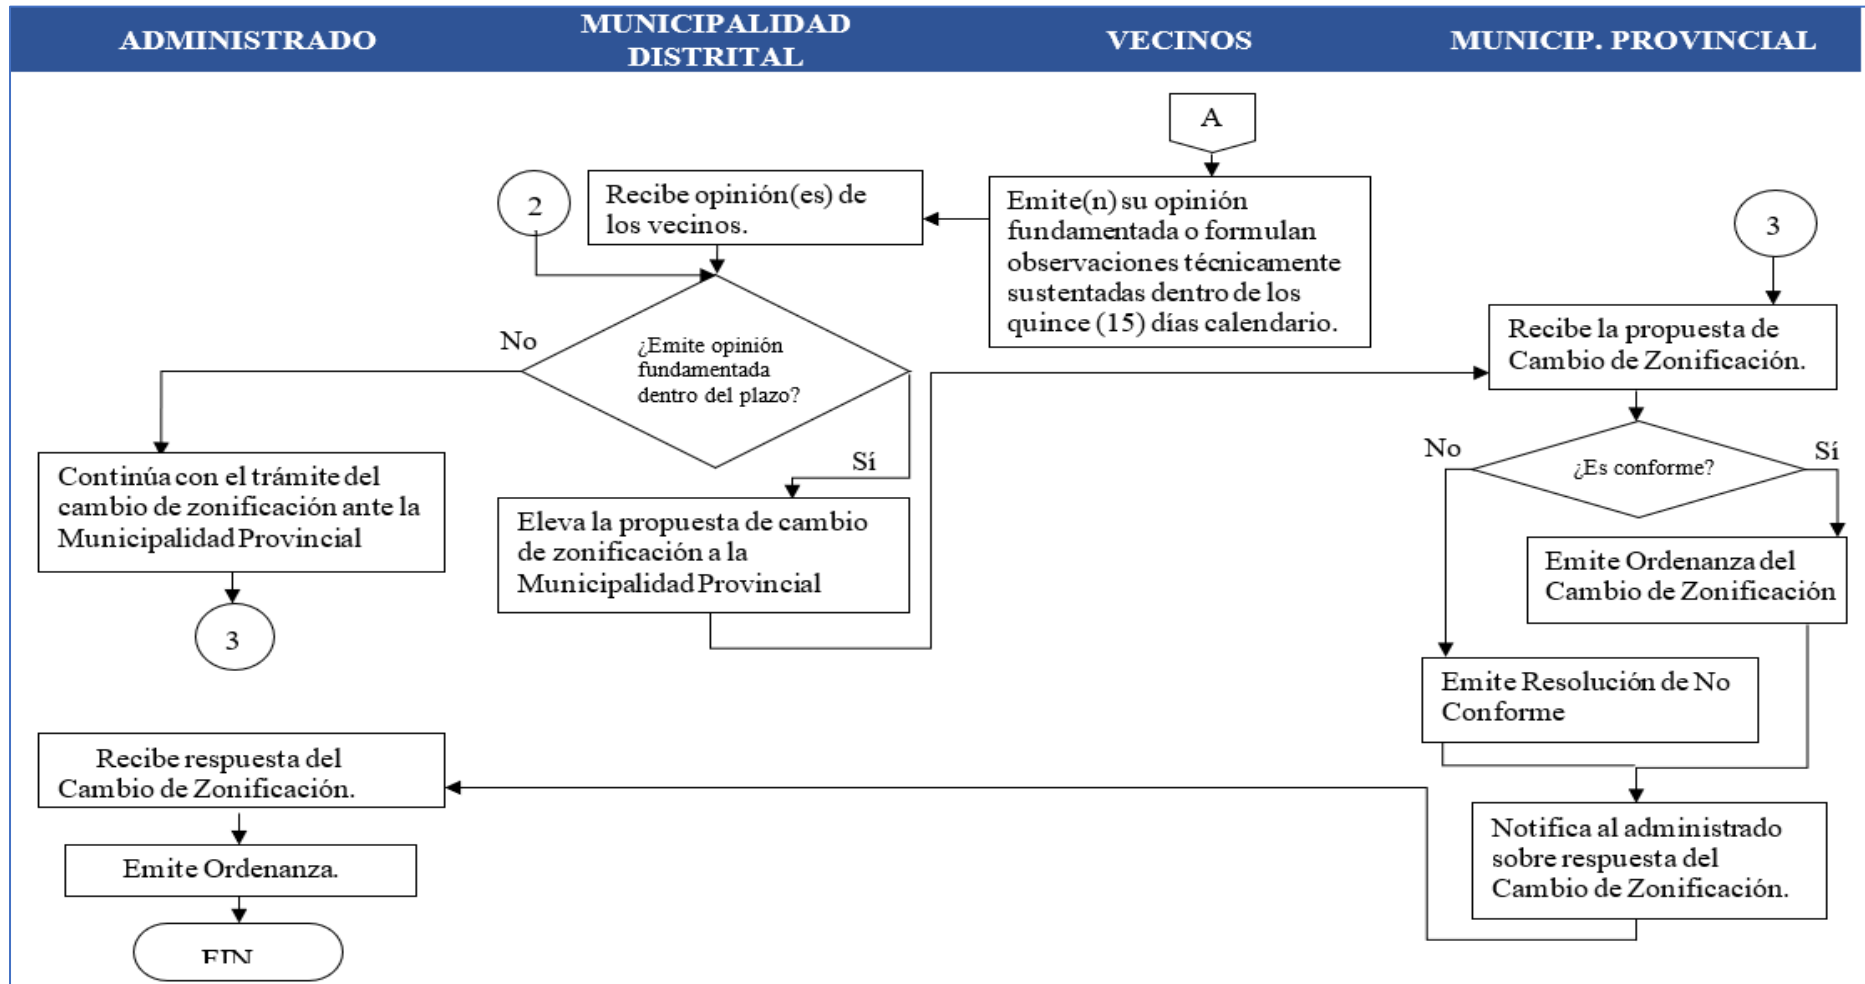 ADMINISTRADO
MUNICIPALIDAD
DISTRITAL
VECINOS
MUNICIP. PROVINCIAL
A
2
Recibe opinión(es) de
los vecinos.
Emite(n) su opinión
fundamentada o formulan
observaciones técnicamente
sustentadas dentro de los
quince (15) días calendario.
3
Recibe la propuesta de
Cambio de Zonificación.
No
¿Emite opinión
fundamentada
dentro del plazo?
Sí
No
¿Es conforme?
Sí
Continúa con el trámite del
cambio de zonificación ante la
Municipalidad Provincial
Eleva la propuesta de cambio
de zonificación a la
Municipalidad Provincial
Emite Ordenanza del
Cambio de Zonificación
3
Emite Resolución de No
Conforme
Recibe respuesta del
Cambio de Zonificación.
Notifica al administrado
sobre respuesta del
Cambio de Zonificación.
Emite Ordenanza.
FIN